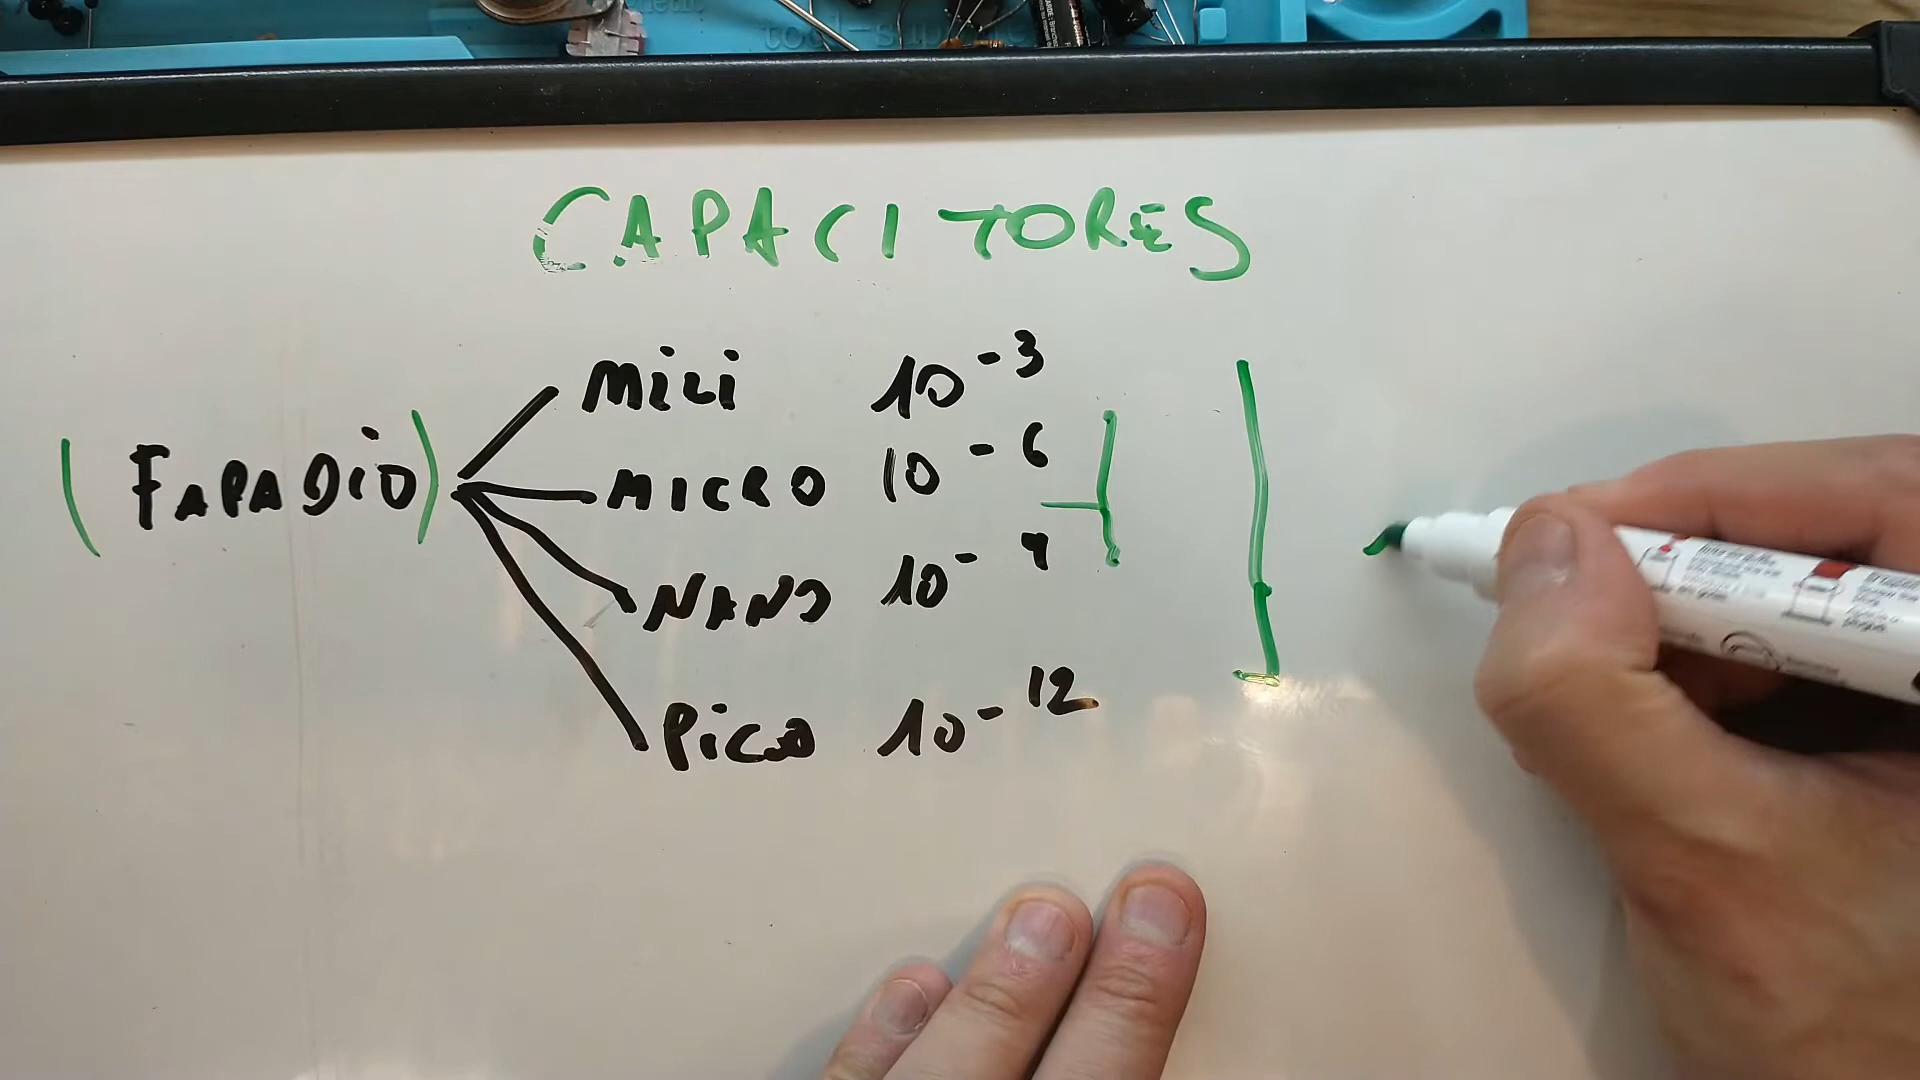 CAPACITORES
MiLi 10^-3
(FARADiO) MICRO 10^-6
NANO 10^-9
PiCO 10^-12